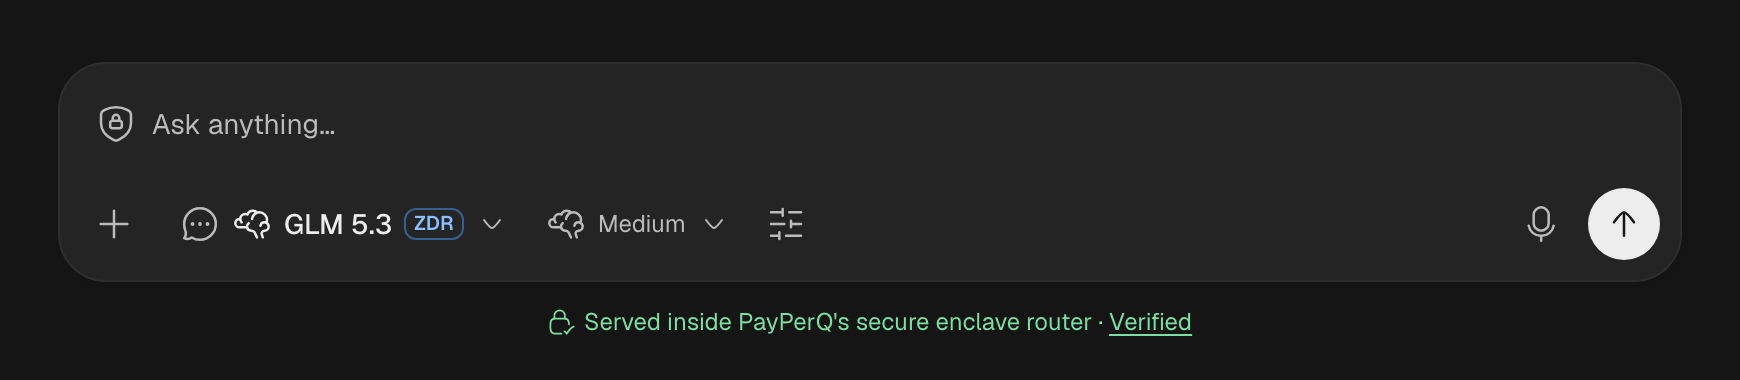 Ask anything...
GLM 5.3 ZDR Medium
Served inside PayPerQ's secure enclave router · Verified